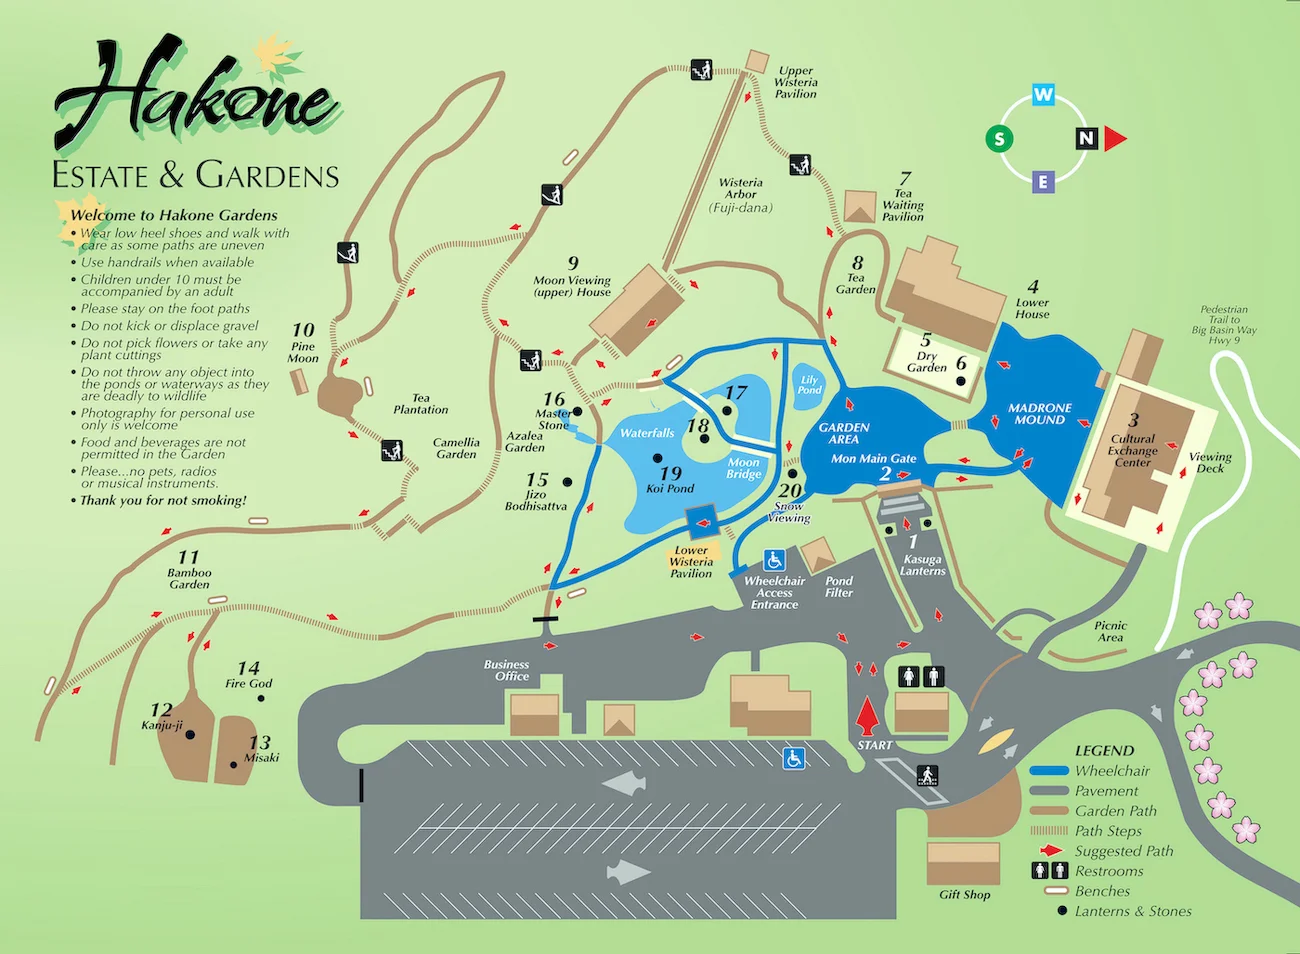 Hakone
ESTATE & GARDENS
Welcome to Hakone Gardens
• Wear low heel shoes and walk with
care as some paths are uneven
• Use handrails when available
• Children under 10 must be
accompanied by an adult
• Please stay on the foot paths
• Do not kick or displace gravel
• Do not pick flowers or take any
plant cuttings
• Do not throw any object into
the ponds or waterways as they
are deadly to wildlife
• Photography for personal use
only is welcome
• Food and beverages are not
permitted in the Garden
• Please...no pets, radios
or musical instruments.
• Thank you for not smoking!
Upper
Wisteria
Pavilion
W
S
N
E
Wisteria
Arbor
(Fuji-dana)
7
Tea
Waiting
Pavilion
9
Moon Viewing
(upper) House
8
Tea
Garden
4
Lower
House
Pedestrian
Trail to
Big Basin Way
Hwy 9
10
Pine
Moon
5
Dry
Garden
6
Tea
Plantation
16
Master
Stone
17
18
Lily
Pond
MADRONE
MOUND
3
Cultural
Exchange
Center
Viewing
Deck
Camellia
Garden
Azalea
Garden
Waterfalls
GARDEN
AREA
Mon Main Gate
2
15
Jizo
Bodhisattva
19
Koi Pond
Moon
Bridge
20
Snow
Viewing
11
Bamboo
Garden
Lower
Wisteria
Pavilion
Wheelchair
Access
Entrance
Pond
Filter
1
Kasuga
Lanterns
Picnic
Area
14
Fire God
12
Kanju-ji
13
Misaki
Business
Office
START
Gift Shop
LEGEND
Wheelchair
Pavement
Garden Path
Path Steps
Suggested Path
Restrooms
Benches
Lanterns & Stones